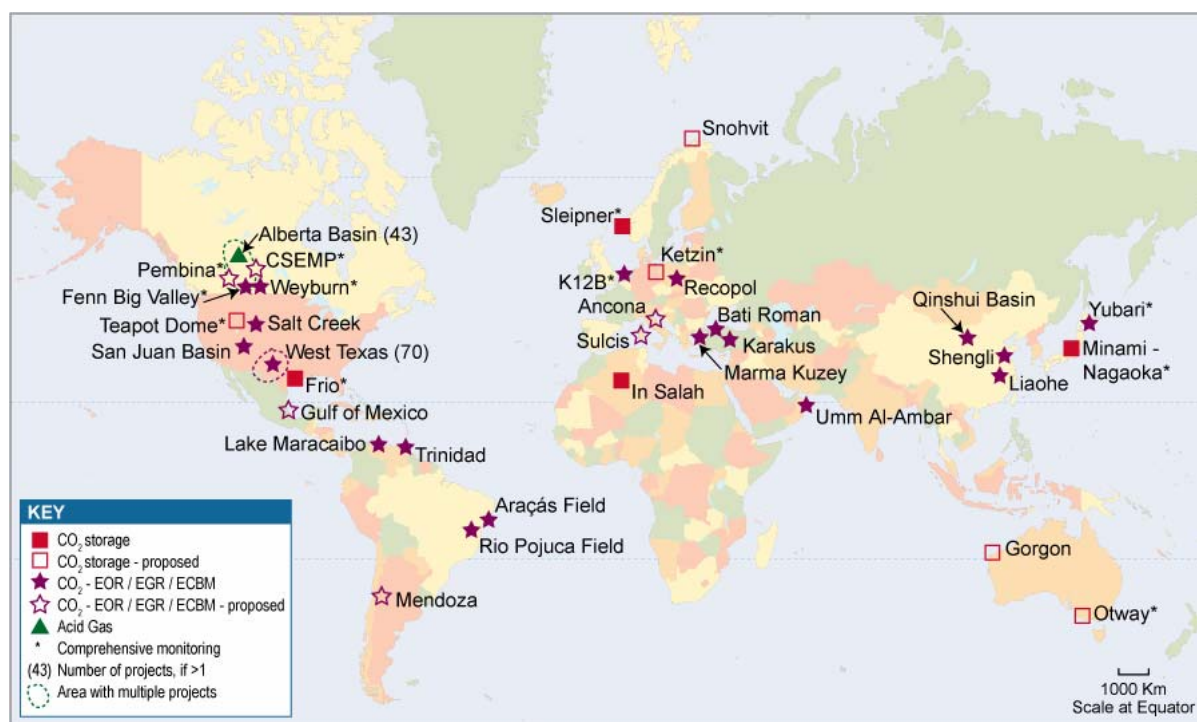 Snohvit
Sleipner*
Alberta Basin (43)
CSEMP*
Pembina*
Fenn Big Valley*
Weyburn*
Teapot Dome*
Salt Creek
San Juan Basin
West Texas (70)
Frio*
Gulf of Mexico
Lake Maracaibo
Trinidad
Araçás Field
Rio Pojuca Field
Mendoza
Ketzin*
K12B*
Recopol
Ancona
Sulcis
Bati Roman
Karakus
Marma Kuzey
In Salah
Umm Al-Ambar
Qinshui Basin
Yubari*
Shengli
Liaohe
Minami -
Nagaoka*
Gorgon
Otway*
KEY
CO₂ storage
CO₂ storage - proposed
CO₂ - EOR / EGR / ECBM
CO₂ - EOR / EGR / ECBM - proposed
Acid Gas
* Comprehensive monitoring
(43) Number of projects, if >1
Area with multiple projects
1000 Km
Scale at Equator